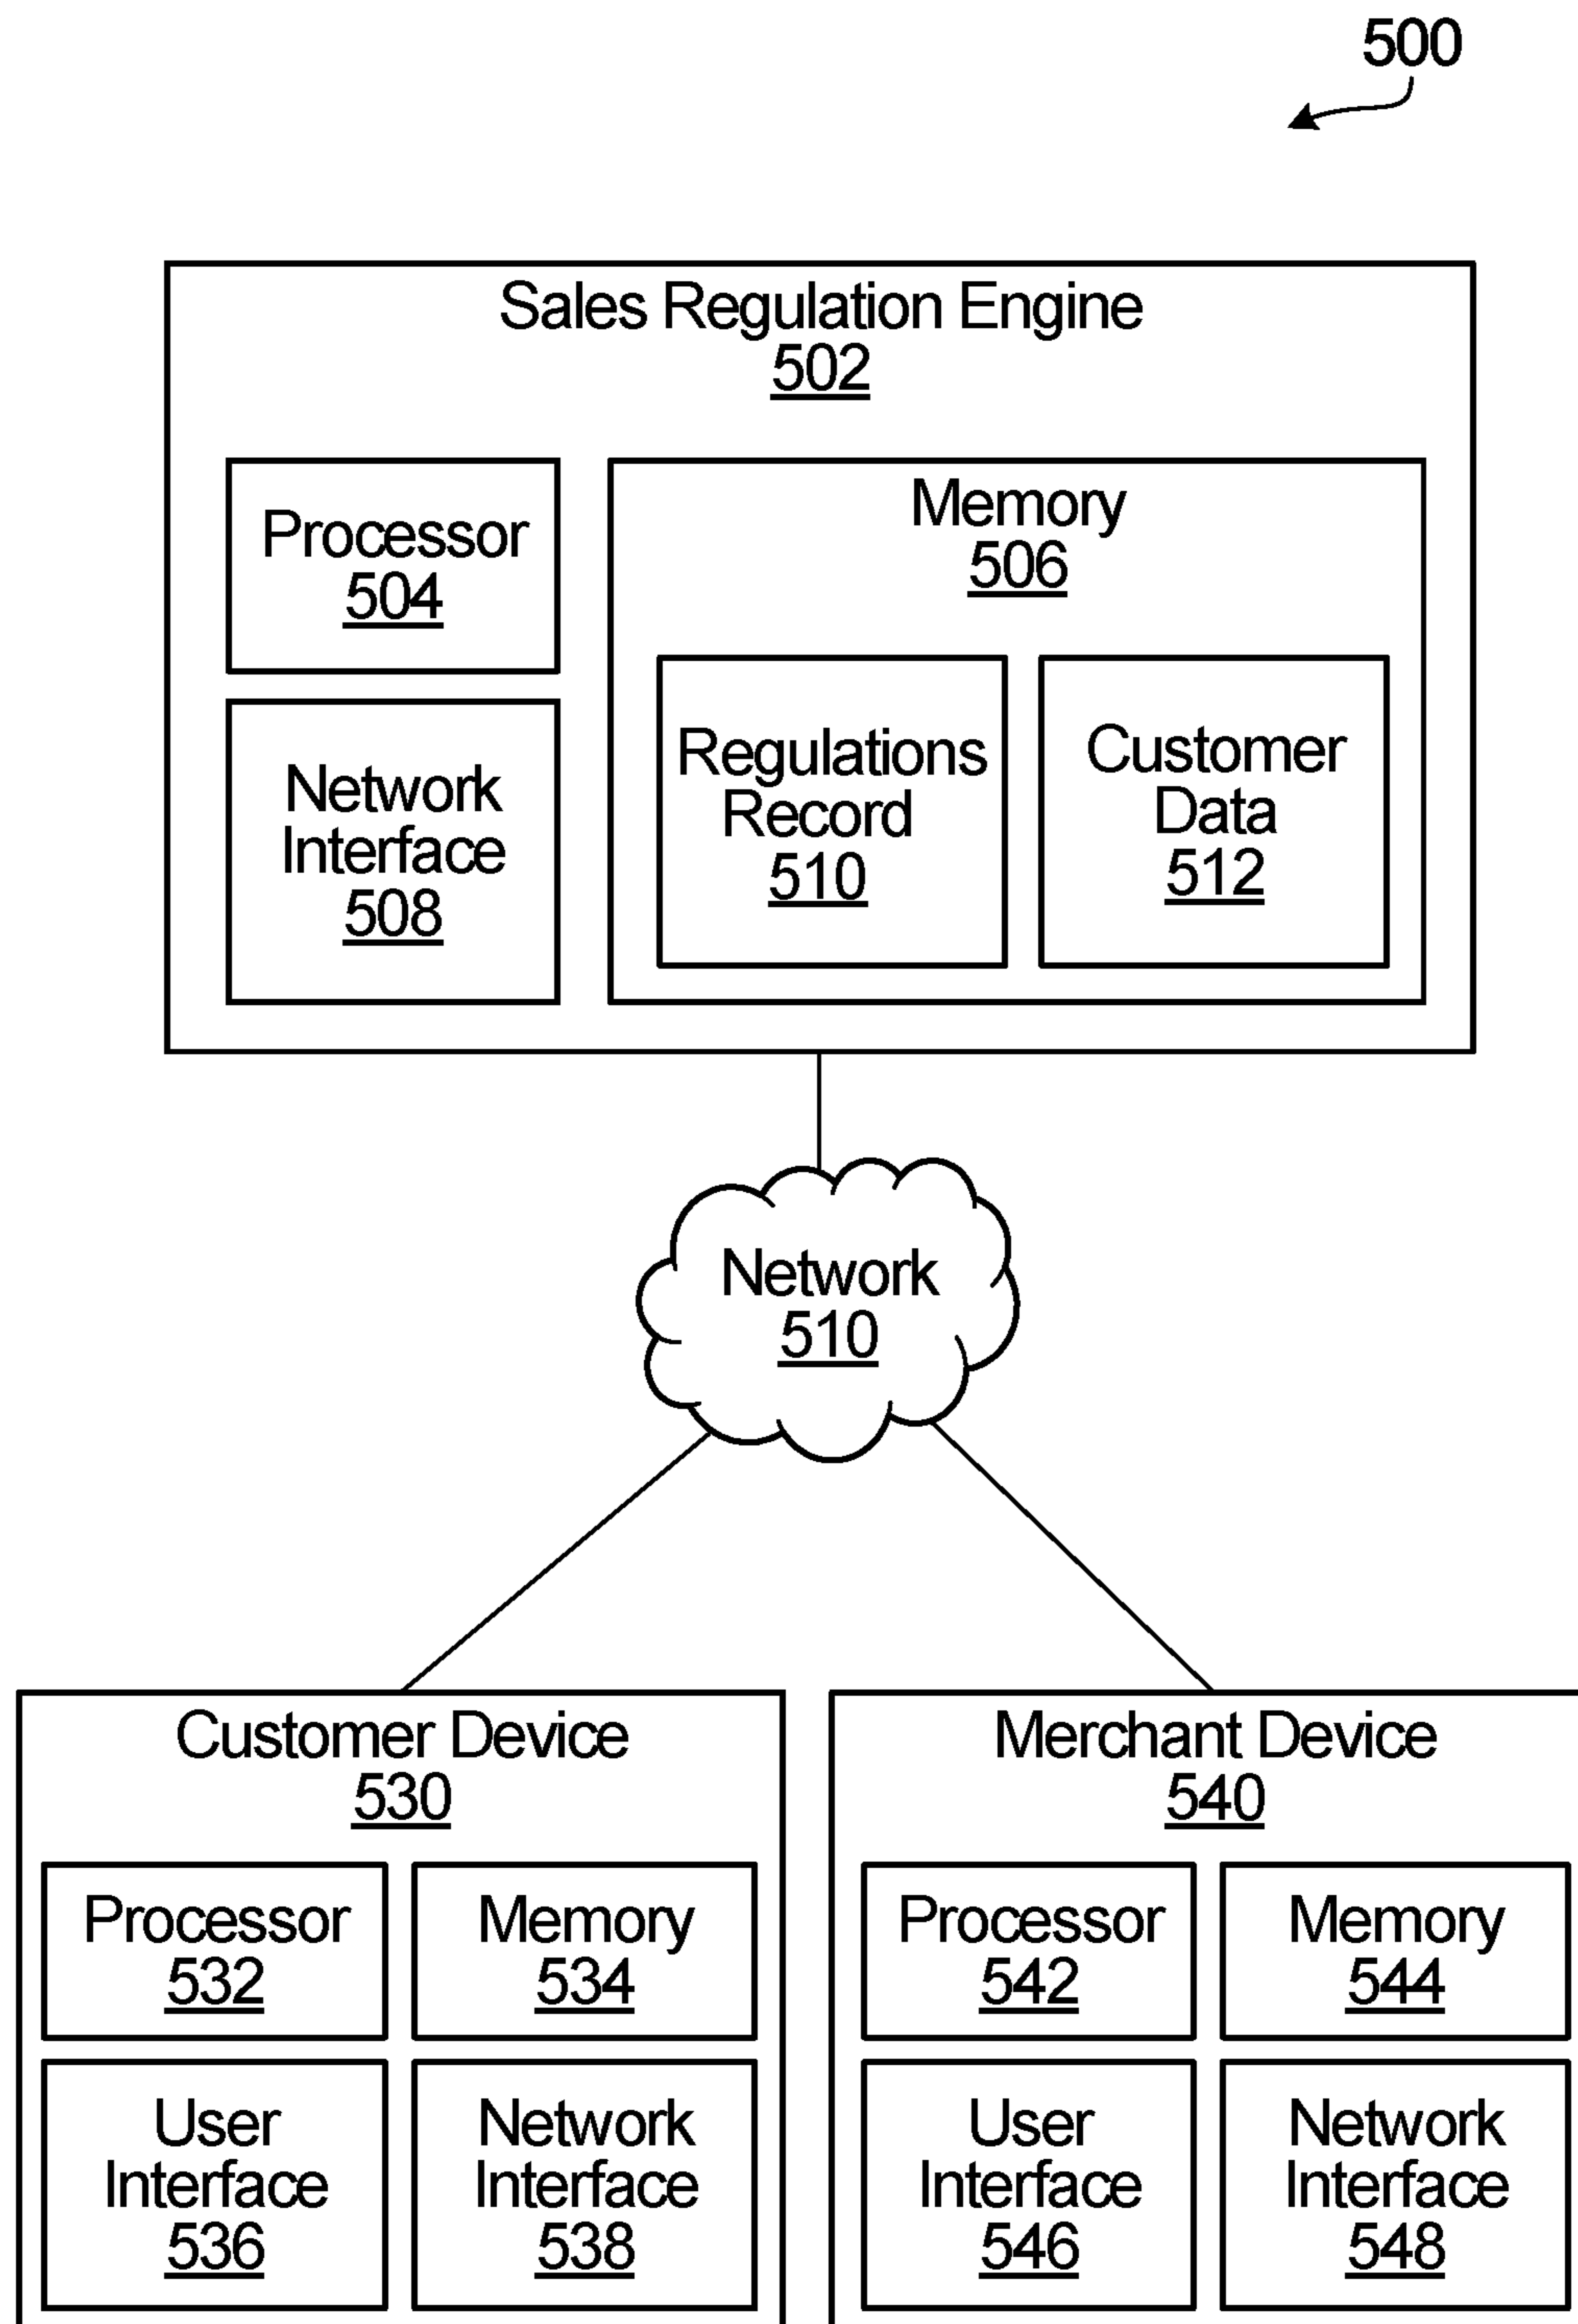 500
Sales Regulation Engine
502
Processor
504
Memory
506
Network
Interface
508
Regulations
Record
510
Customer
Data
512
Network
510
Customer Device
530
Processor
532
Memory
534
User
Interface
536
Network
Interface
538
Merchant Device
540
Processor
542
Memory
544
User
Interface
546
Network
Interface
548